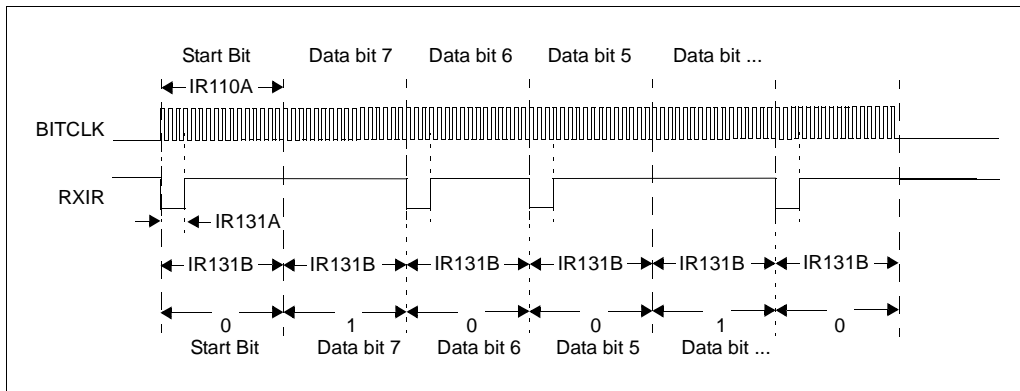 Start Bit Data bit 7 Data bit 6 Data bit 5 Data bit ...
IR110A
BITCLK
RXIR
IR131A
IR131B IR131B IR131B IR131B IR131B IR131B
0 1 0 0 1 0
Start Bit Data bit 7 Data bit 6 Data bit 5 Data bit ...